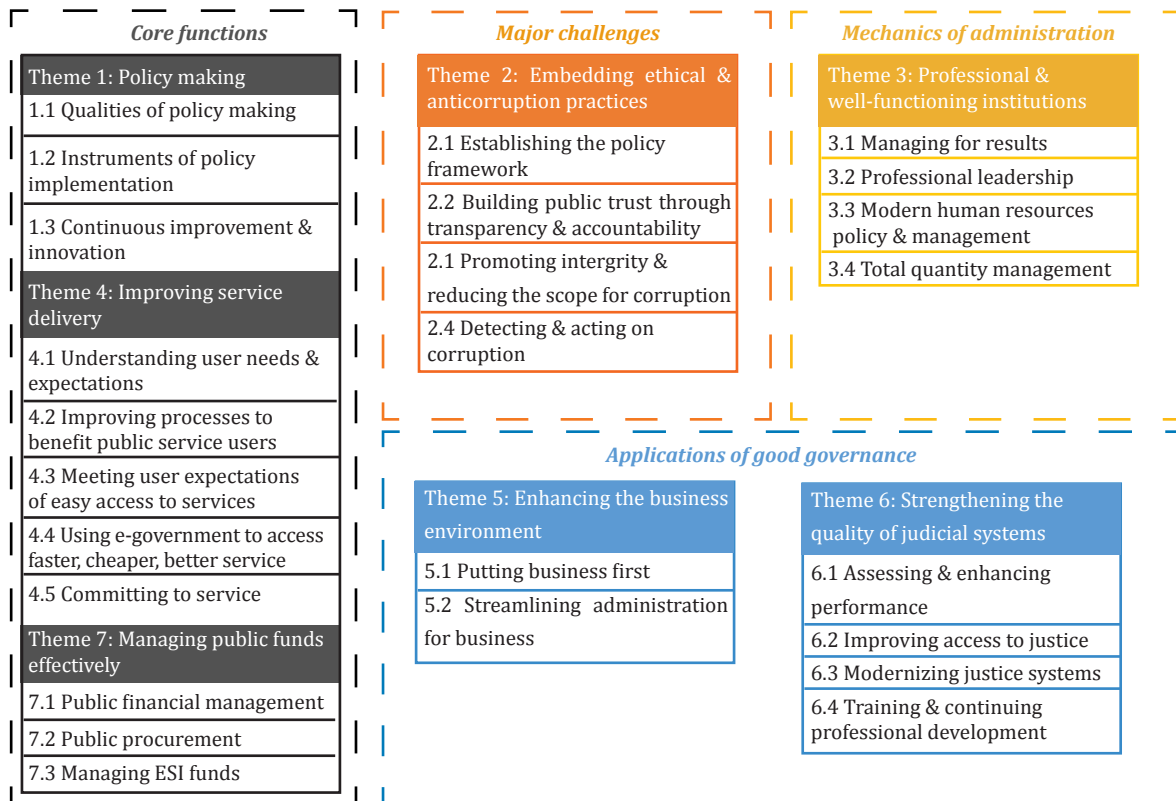 Core functions
Theme 1: Policy making
1.1 Qualities of policy making
1.2 Instruments of policy
implementation
1.3 Continuous improvement &
innovation
Theme 4: Improving service
delivery
4.1 Understanding user needs &
expectations
4.2 Improving processes to
benefit public service users
4.3 Meeting user expectations
of easy access to services
4.4 Using e-government to access
faster, cheaper, better service
4.5 Committing to service
Theme 7: Managing public funds
effectively
7.1 Public financial management
7.2 Public procurement
7.3 Managing ESI funds
Major challenges
Theme 2: Embedding ethical &
anticorruption practices
2.1 Establishing the policy
framework
2.2 Building public trust through
transparency & accountability
2.1 Promoting intergrity &
reducing the scope for corruption
2.4 Detecting & acting on
corruption
Mechanics of administration
Theme 3: Professional &
well-functioning institutions
3.1 Managing for results
3.2 Professional leadership
3.3 Modern human resources
policy & management
3.4 Total quantity management
Applications of good governance
Theme 5: Enhancing the business
environment
5.1 Putting business first
5.2 Streamlining administration
for business
Theme 6: Strengthening the
quality of judicial systems
6.1 Assessing & enhancing
performance
6.2 Improving access to justice
6.3 Modernizing justice systems
6.4 Training & continuing
professional development